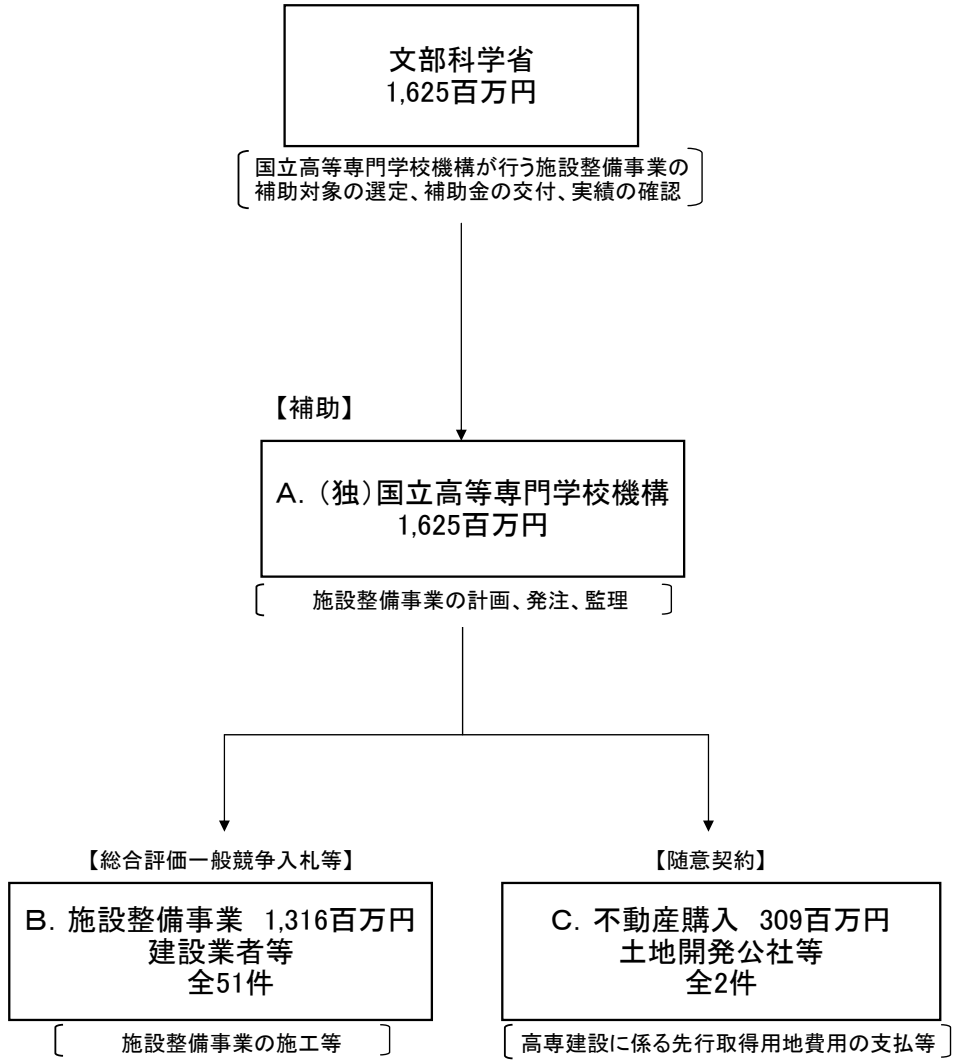 文部科学省
1,625百万円
国立高等専門学校機構が行う施設整備事業の
補助対象の選定、補助金の交付、実績の確認
【補助】
A．（独）国立高等専門学校機構
1,625百万円
施設整備事業の計画、発注、監理
【総合評価一般競争入札等】
B．施設整備事業 1,316百万円
建設業者等
全51件
施設整備事業の施工等
【随意契約】
C．不動産購入 309百万円
土地開発公社等
全2件
高専建設に係る先行取得用地費用の支払等